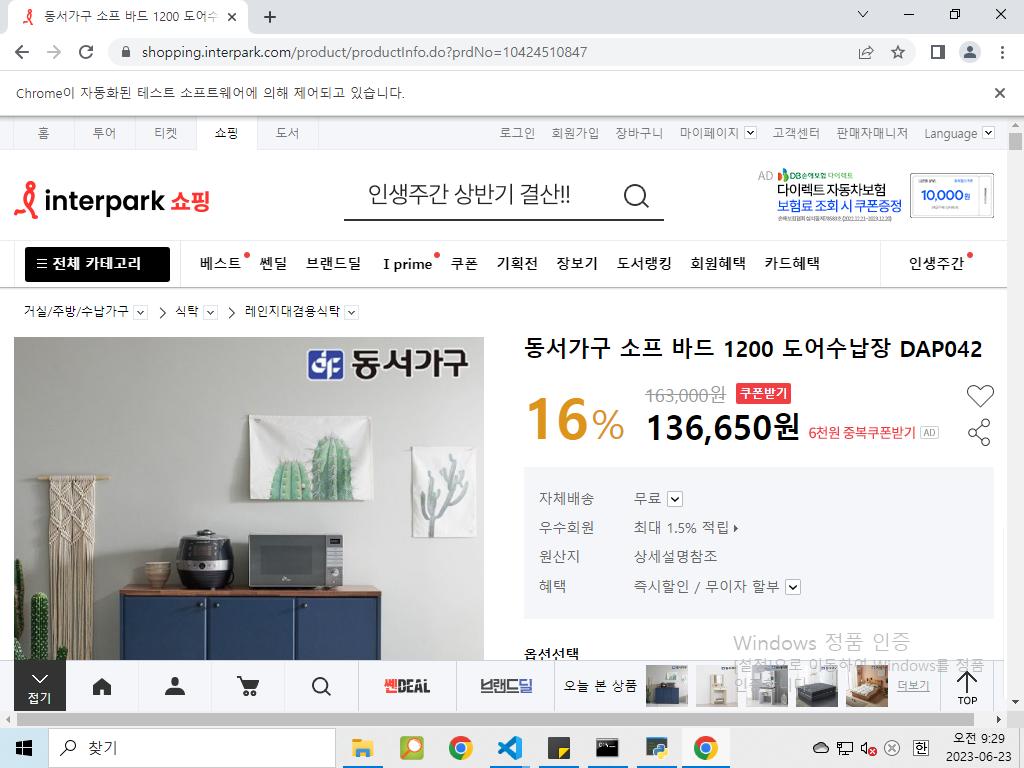 동서가구 소프 바드 1200 도어수
shopping.interpark.com/product/productInfo.do?prdNo=10424510847
Chrome이 자동화된 테스트 소프트웨어에 의해 제어되고 있습니다.
홈 투어 티켓 쇼핑 도서 로그인 회원가입 장바구니 마이페이지 고객센터 판매자매니저 Language
interpark 쇼핑 인생주간 상반기 결산!! AD DB손해보험 다이렉트
다이렉트 자동차보험
보험료 조회 시 쿠폰증정
10,000원
전체 카테고리 베스트 쎈딜 브랜드딜 I prime 쿠폰 기획전 장보기 도서랭킹 회원혜택 카드혜택 인생주간
거실/주방/수납가구 식탁 레인지대겸용식탁
동서가구
동서가구 소프 바드 1200 도어수납장 DAP042
16% 163,000원 쿠폰받기
136,650원 6천원 중복쿠폰받기 AD
자체배송 무료
우수회원 최대 1.5% 적립
원산지 상세설명참조
혜택 즉시할인 / 무이자 할부
옵션선택
Windows 정품 인증
[설정]으로 이동하여 Windows를 정품
접기 쎈DEAL 브랜드딜 오늘 본 상품 더보기 TOP
찾기 한 오전 9:29
2023-06-23